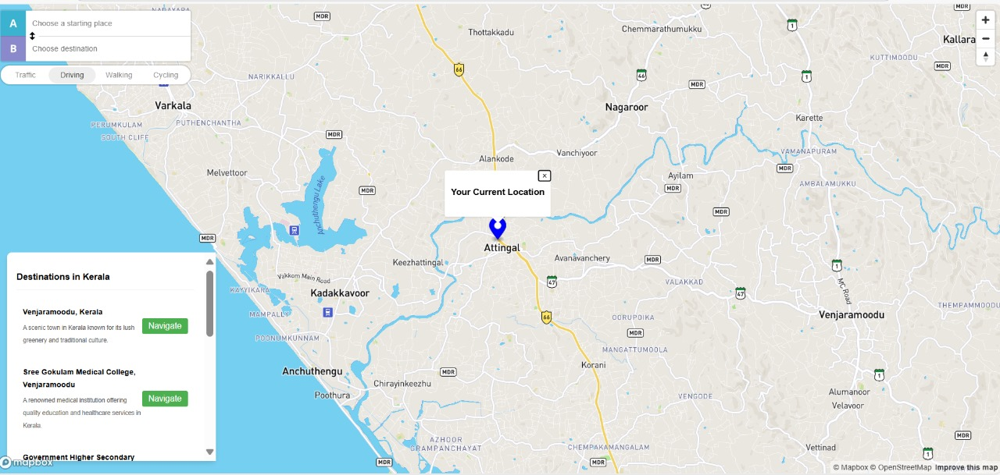 A
Choose a starting place
B
Choose destination
Traffic
Driving
Walking
Cycling
MDR
Thottakkadu
Chemmarathumukku
1
MDR
Kallara
KUTTIMOODU
MDR
66
46
MDR
1
NARIKKALLU
Varkala
Nagaroor
Karette
PERUMKULAM
SOUTH CLIFF
PUTHENCHANTHA
MDR
Alankode
Vanchiyoor
VAMANAPURAM
MDR
Melvettoor
Ayilam
MDR
AMBALAMUKKU
MDR
Anchuthengu Lake
×
Your Current Location
MDR
MDR
Attingal
Keezhattingal
Avanavanchery
MDR
1
Vakkom Main Road
47
VALAKKAD
47
MC Road
KAYYIKARA
Kadakkavoor
THEMPAMMOODU
MAMPALLY
66
OORUPOIKA
Venjaramoodu
POONUMKUNNAM
MDR
MANGATTUMOOLA
Anchuthengu
MDR
Korani
1
Chirayinkeezhu
Poothura
VENGODE
Alumanoor
Velavoor
AZHOOR
GRAMPANCHAYAT
CHEMPAKAMANGALAM
Vettinad
MDR
MDR
MDR
1
Destinations in Kerala
Venjaramoodu, Kerala
A scenic town in Kerala known for its lush
greenery and traditional culture.
Navigate
Sree Gokulam Medical College,
Venjaramoodu
A renowned medical institution offering
quality education and healthcare services in
Kerala.
Navigate
Government Higher Secondary
mapbox
© Mapbox © OpenStreetMap Improve this map